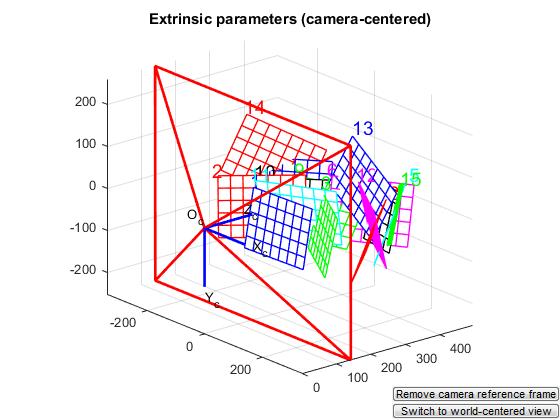 Extrinsic parameters (camera-centered)
200
100
0
-100
-200
-200
0
200
0
100
200
300
400
14
13
2
5
15
9
O
c
Z
c
X
c
Y
c
Remove camera reference frame
Switch to world-centered view